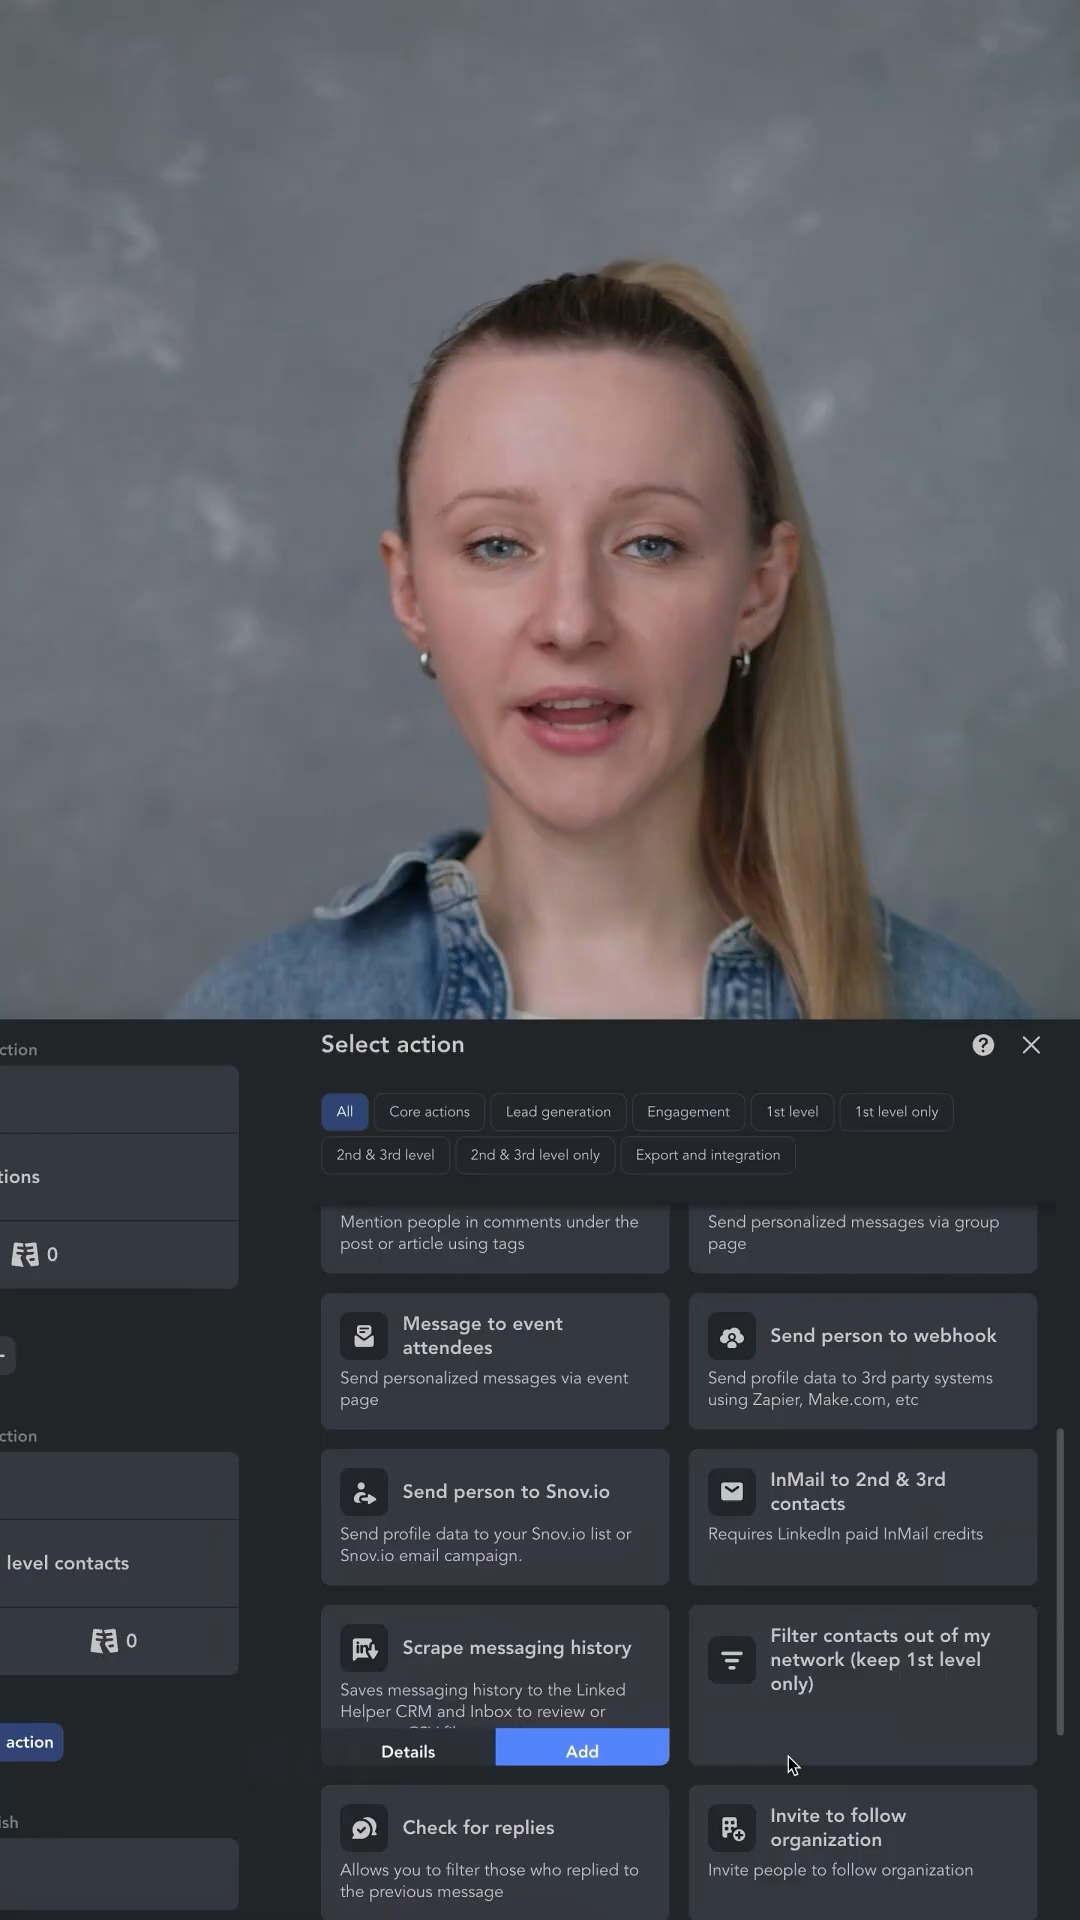 ction
tions
0
ction
level contacts
0
action
ish
Select action
All
Core actions
Lead generation
Engagement
1st level
1st level only
2nd & 3rd level
2nd & 3rd level only
Export and integration
Mention people in comments under the
post or article using tags
Send personalized messages via group
page
Message to event
attendees
Send personalized messages via event
page
Send person to webhook
Send profile data to 3rd party systems
using Zapier, Make.com, etc
Send person to Snov.io
Send profile data to your Snov.io list or
Snov.io email campaign.
InMail to 2nd & 3rd
contacts
Requires LinkedIn paid InMail credits
in
Scrape messaging history
Saves messaging history to the Linked
Helper CRM and Inbox to review or
Details
Add
Filter contacts out of my
network (keep 1st level
only)
Check for replies
Allows you to filter those who replied to
the previous message
Invite to follow
organization
Invite people to follow organization